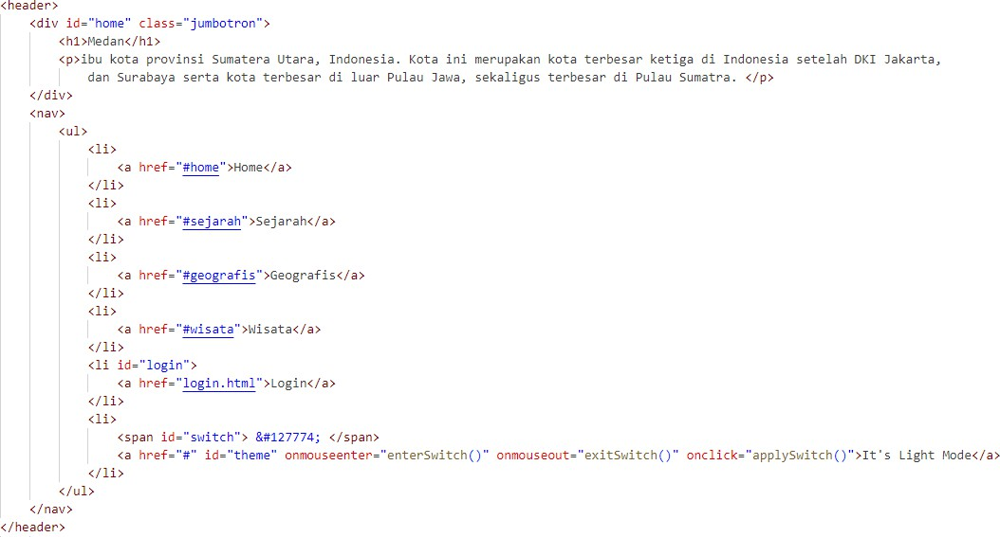 <header>
<div id="home" class="jumbotron">
<h1>Medan</h1>
<p>ibu kota provinsi Sumatera Utara, Indonesia. Kota ini merupakan kota terbesar ketiga di Indonesia setelah DKI Jakarta,
dan Surabaya serta kota terbesar di luar Pulau Jawa, sekaligus terbesar di Pulau Sumatra. </p>
</div>
<nav>
<ul>
<li>
<a href="#home">Home</a>
</li>
<li>
<a href="#sejarah">Sejarah</a>
</li>
<li>
<a href="#geografis">Geografis</a>
</li>
<li>
<a href="#wisata">Wisata</a>
</li>
<li id="login">
<a href="login.html">Login</a>
</li>
<li>
<span id="switch"> &#127774; </span>
<a href="#" id="theme" onmouseenter="enterSwitch()" onmouseout="exitSwitch()" onclick="applySwitch()">It's Light Mode</a>
</li>
</ul>
</nav>
</header>